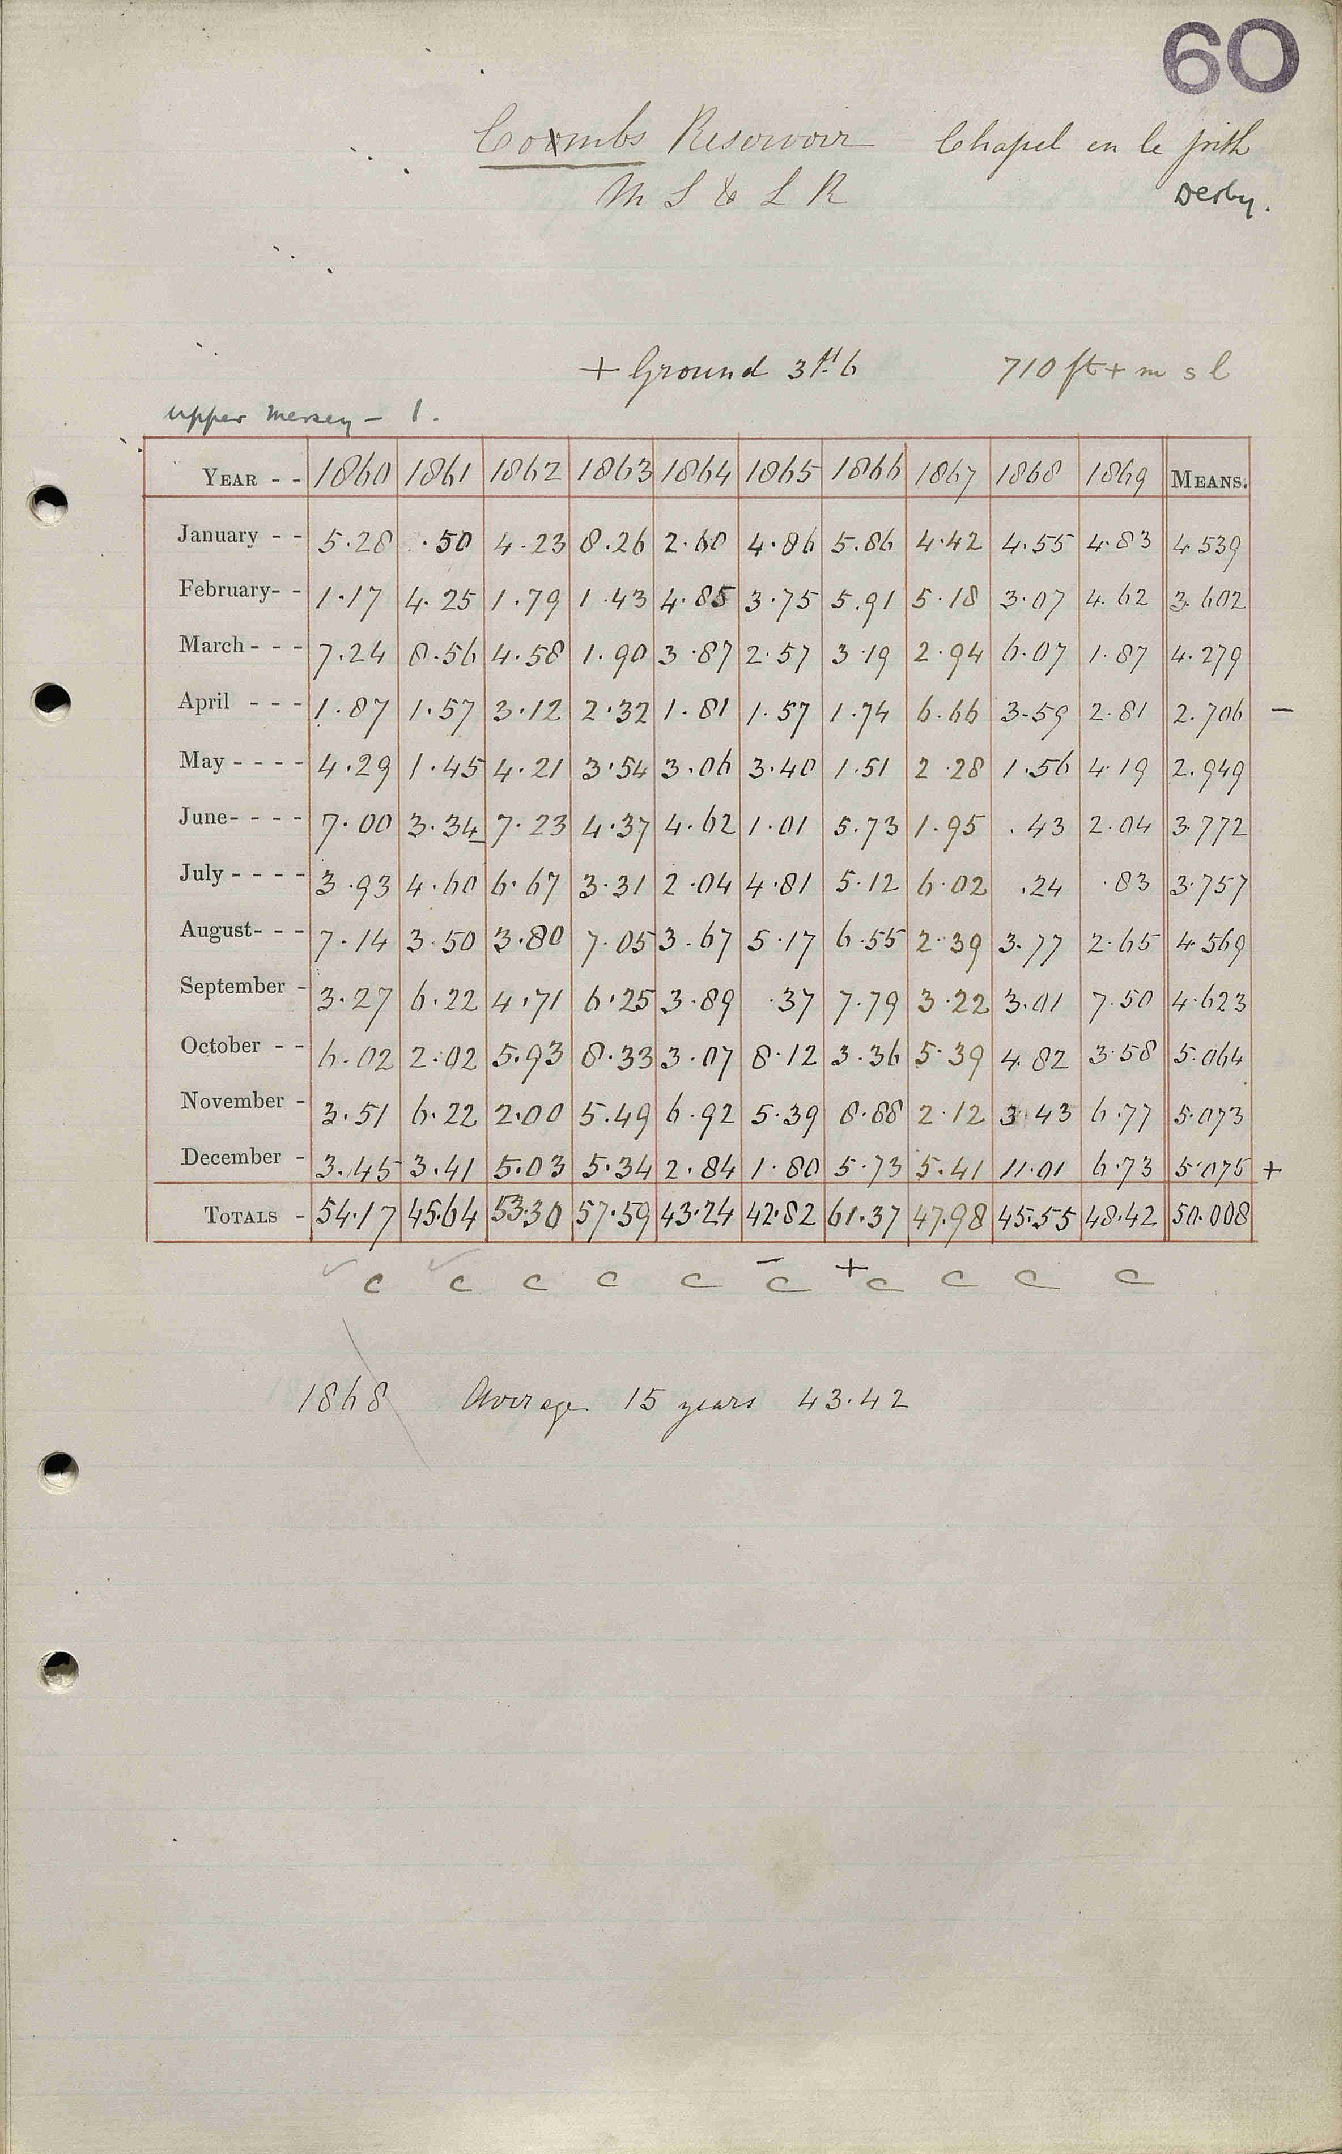 60
Coombs Resorvoir Chapel en le frith
M S & L R Derby.
+ Ground 3ft 6 710 ft + m s l
Upper Mersey - 1.
YEAR - - 1860 1861 1862 1863 1864 1865 1866 1867 1868 1869 MEANS.
January - - 5.28 .50 4.23 8.26 2.60 4.86 5.86 4.42 4.55 4.83 4.539
February- - 1.17 4.25 1.79 1.43 4.85 3.75 5.91 5.18 3.07 4.62 3.602
March - - - 7.24 8.56 4.58 1.90 3.87 2.57 3.19 2.94 6.07 1.87 4.279
April - - - 1.87 1.57 3.12 2.32 1.81 1.57 1.74 6.66 3.59 2.81 2.706 -
May - - - - 4.29 1.45 4.21 3.54 3.06 3.40 1.51 2.28 1.56 4.19 2.949
June- - - - 7.00 3.34 7.23 4.37 4.62 1.01 5.73 1.95 .43 2.04 3.772
July - - - - 3.93 4.60 6.67 3.31 2.04 4.81 5.12 6.02 .24 .83 3.757
August- - - 7.14 3.50 3.80 7.05 3.67 5.17 6.55 2.39 3.77 2.65 4.569
September - 3.27 6.22 4.71 6.25 3.89 .37 7.79 3.22 3.01 7.50 4.623
October - - 6.02 2.02 5.93 8.33 3.07 8.12 3.36 5.39 4.82 3.58 5.064
November - 3.51 6.22 2.00 5.49 6.92 5.39 8.88 2.12 3.43 6.77 5.073
December - 3.45 3.41 5.03 5.34 2.84 1.80 5.73 5.41 11.01 6.73 5.075 +
TOTALS - 54.17 45.64 53.30 57.59 43.24 42.82 61.37 47.98 45.55 48.42 50.008
c c c c c - c + c c c c
1868 Average 15 years 43.42